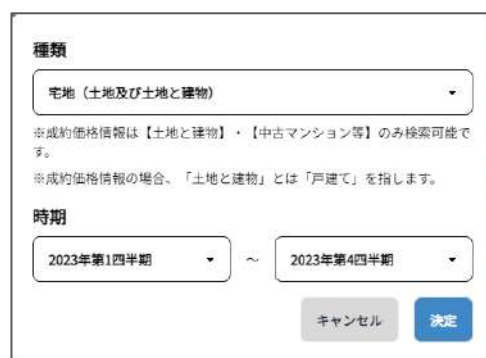 種類
宅地（土地及び土地と建物）
※成約価格情報は【土地と建物】・【中古マンション等】のみ検索可能で
す。
※成約価格情報の場合、「土地と建物」とは「戸建て」を指します。
時期
2023年第1四半期 ～ 2023年第4四半期
キャンセル 決定